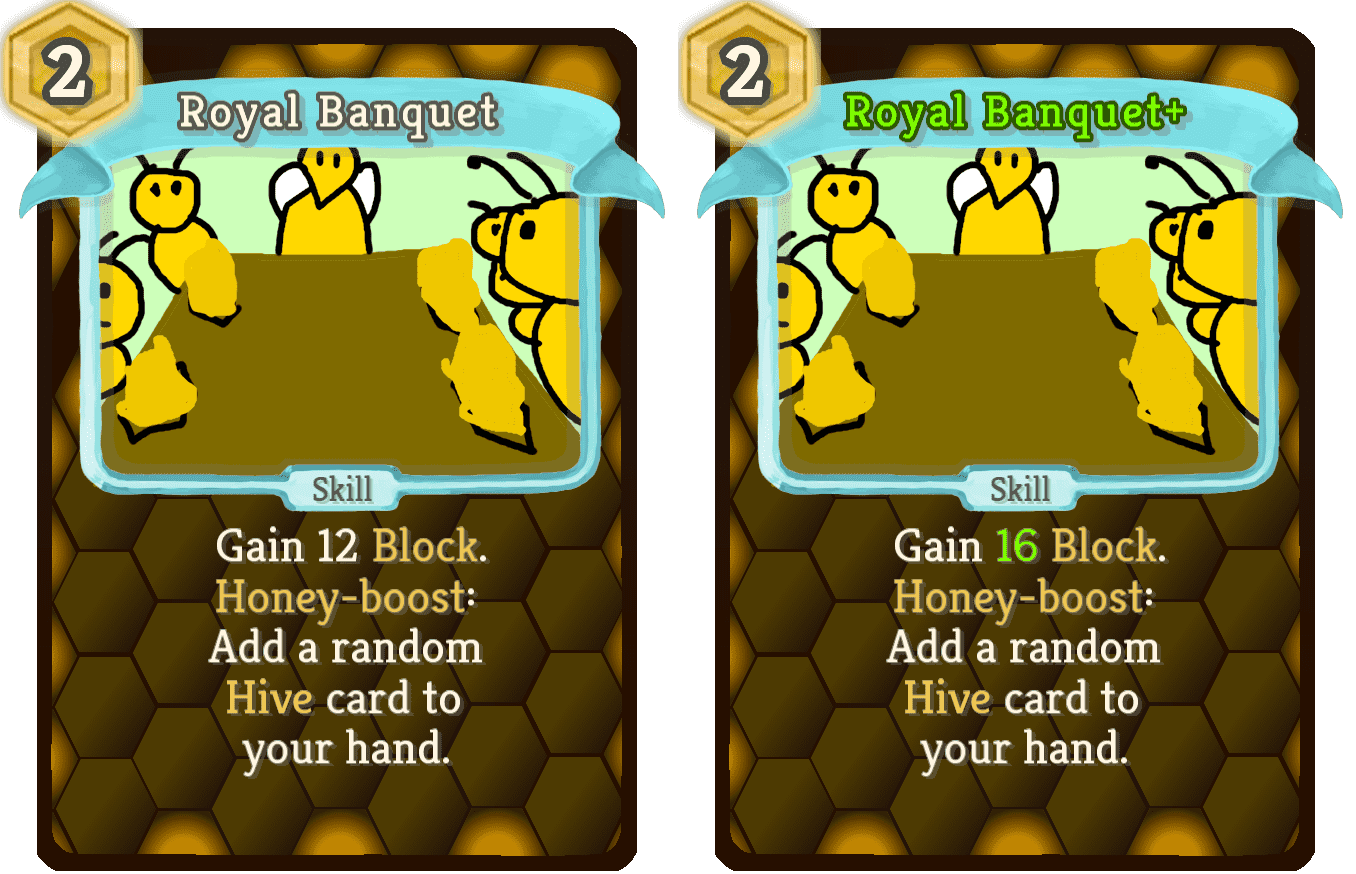 2
Royal Banquet
Skill
Gain 12 Block.
Honey-boost:
Add a random
Hive card to
your hand.
2
Royal Banquet+
Skill
Gain 16 Block.
Honey-boost:
Add a random
Hive card to
your hand.